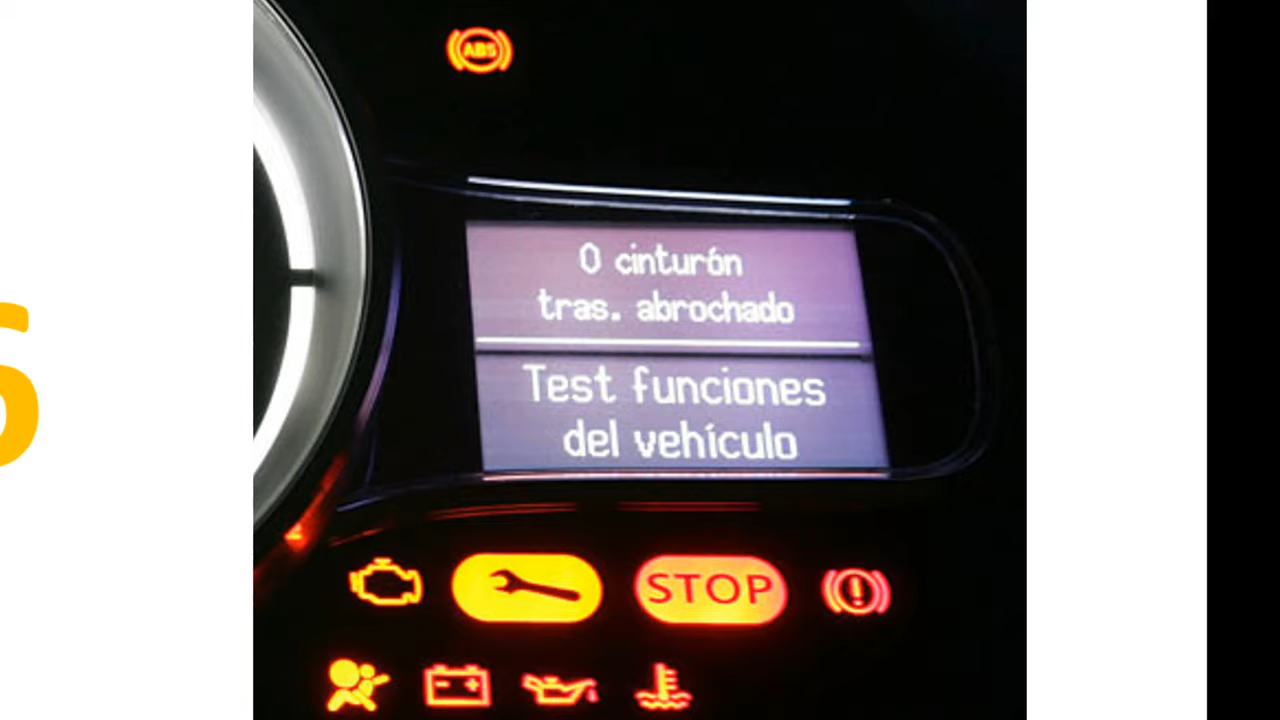 ABS
0 cinturón
tras. abrochado
Test funciones
del vehículo
STOP